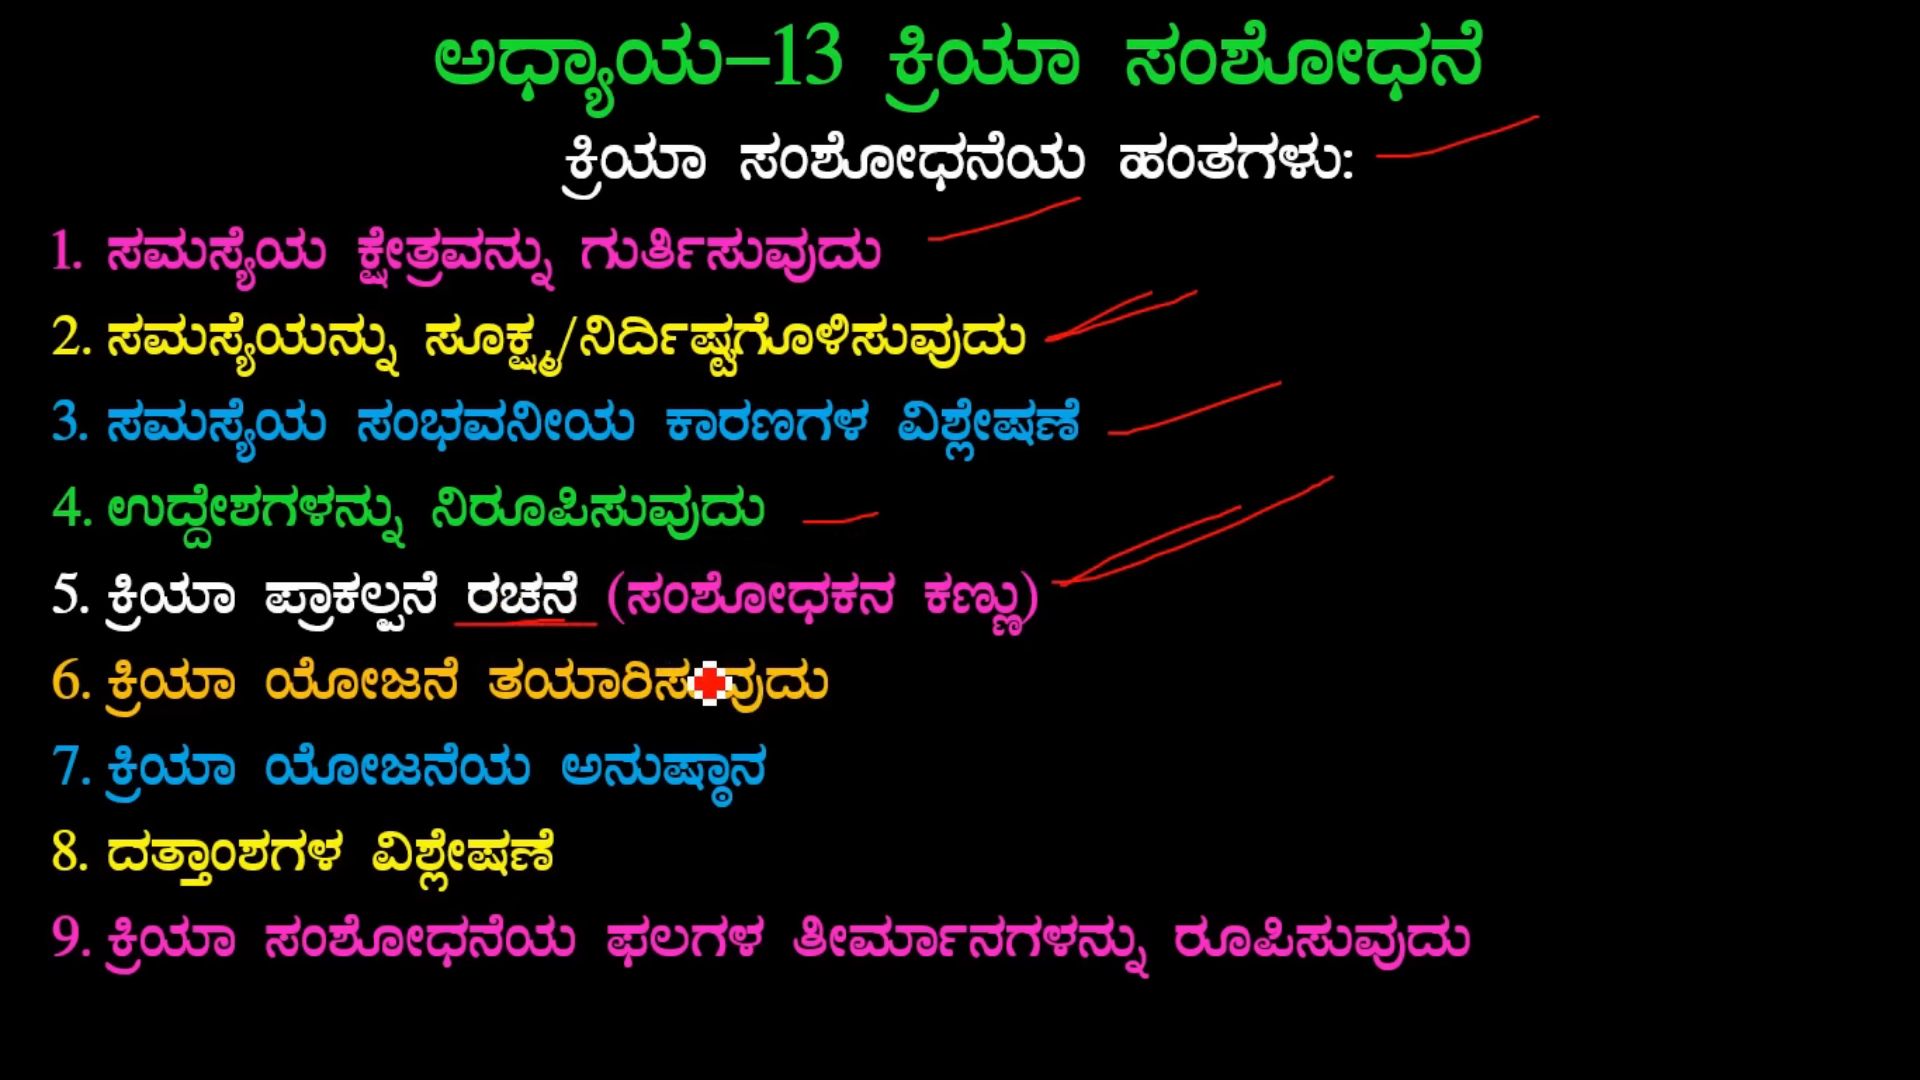 ಅಧ್ಯಾಯ–13 ಕ್ರಿಯಾ ಸಂಶೋಧನೆ
ಕ್ರಿಯಾ ಸಂಶೋಧನೆಯ ಹಂತಗಳು:
1. ಸಮಸ್ಯೆಯ ಕ್ಷೇತ್ರವನ್ನು ಗುರ್ತಿಸುವುದು
2. ಸಮಸ್ಯೆಯನ್ನು ಸೂಕ್ಷ್ಮ/ನಿರ್ದಿಷ್ಟಗೊಳಿಸುವುದು
3. ಸಮಸ್ಯೆಯ ಸಂಭವನೀಯ ಕಾರಣಗಳ ವಿಶ್ಲೇಷಣೆ
4. ಉದ್ದೇಶಗಳನ್ನು ನಿರೂಪಿಸುವುದು
5. ಕ್ರಿಯಾ ಪ್ರಾಕಲ್ಪನೆ ರಚನೆ (ಸಂಶೋಧಕನ ಕಣ್ಣು)
6. ಕ್ರಿಯಾ ಯೋಜನೆ ತಯಾರಿಸುವುದು
7. ಕ್ರಿಯಾ ಯೋಜನೆಯ ಅನುಷ್ಠಾನ
8. ದತ್ತಾಂಶಗಳ ವಿಶ್ಲೇಷಣೆ
9. ಕ್ರಿಯಾ ಸಂಶೋಧನೆಯ ಫಲಗಳ ತೀರ್ಮಾನಗಳನ್ನು ರೂಪಿಸುವುದು